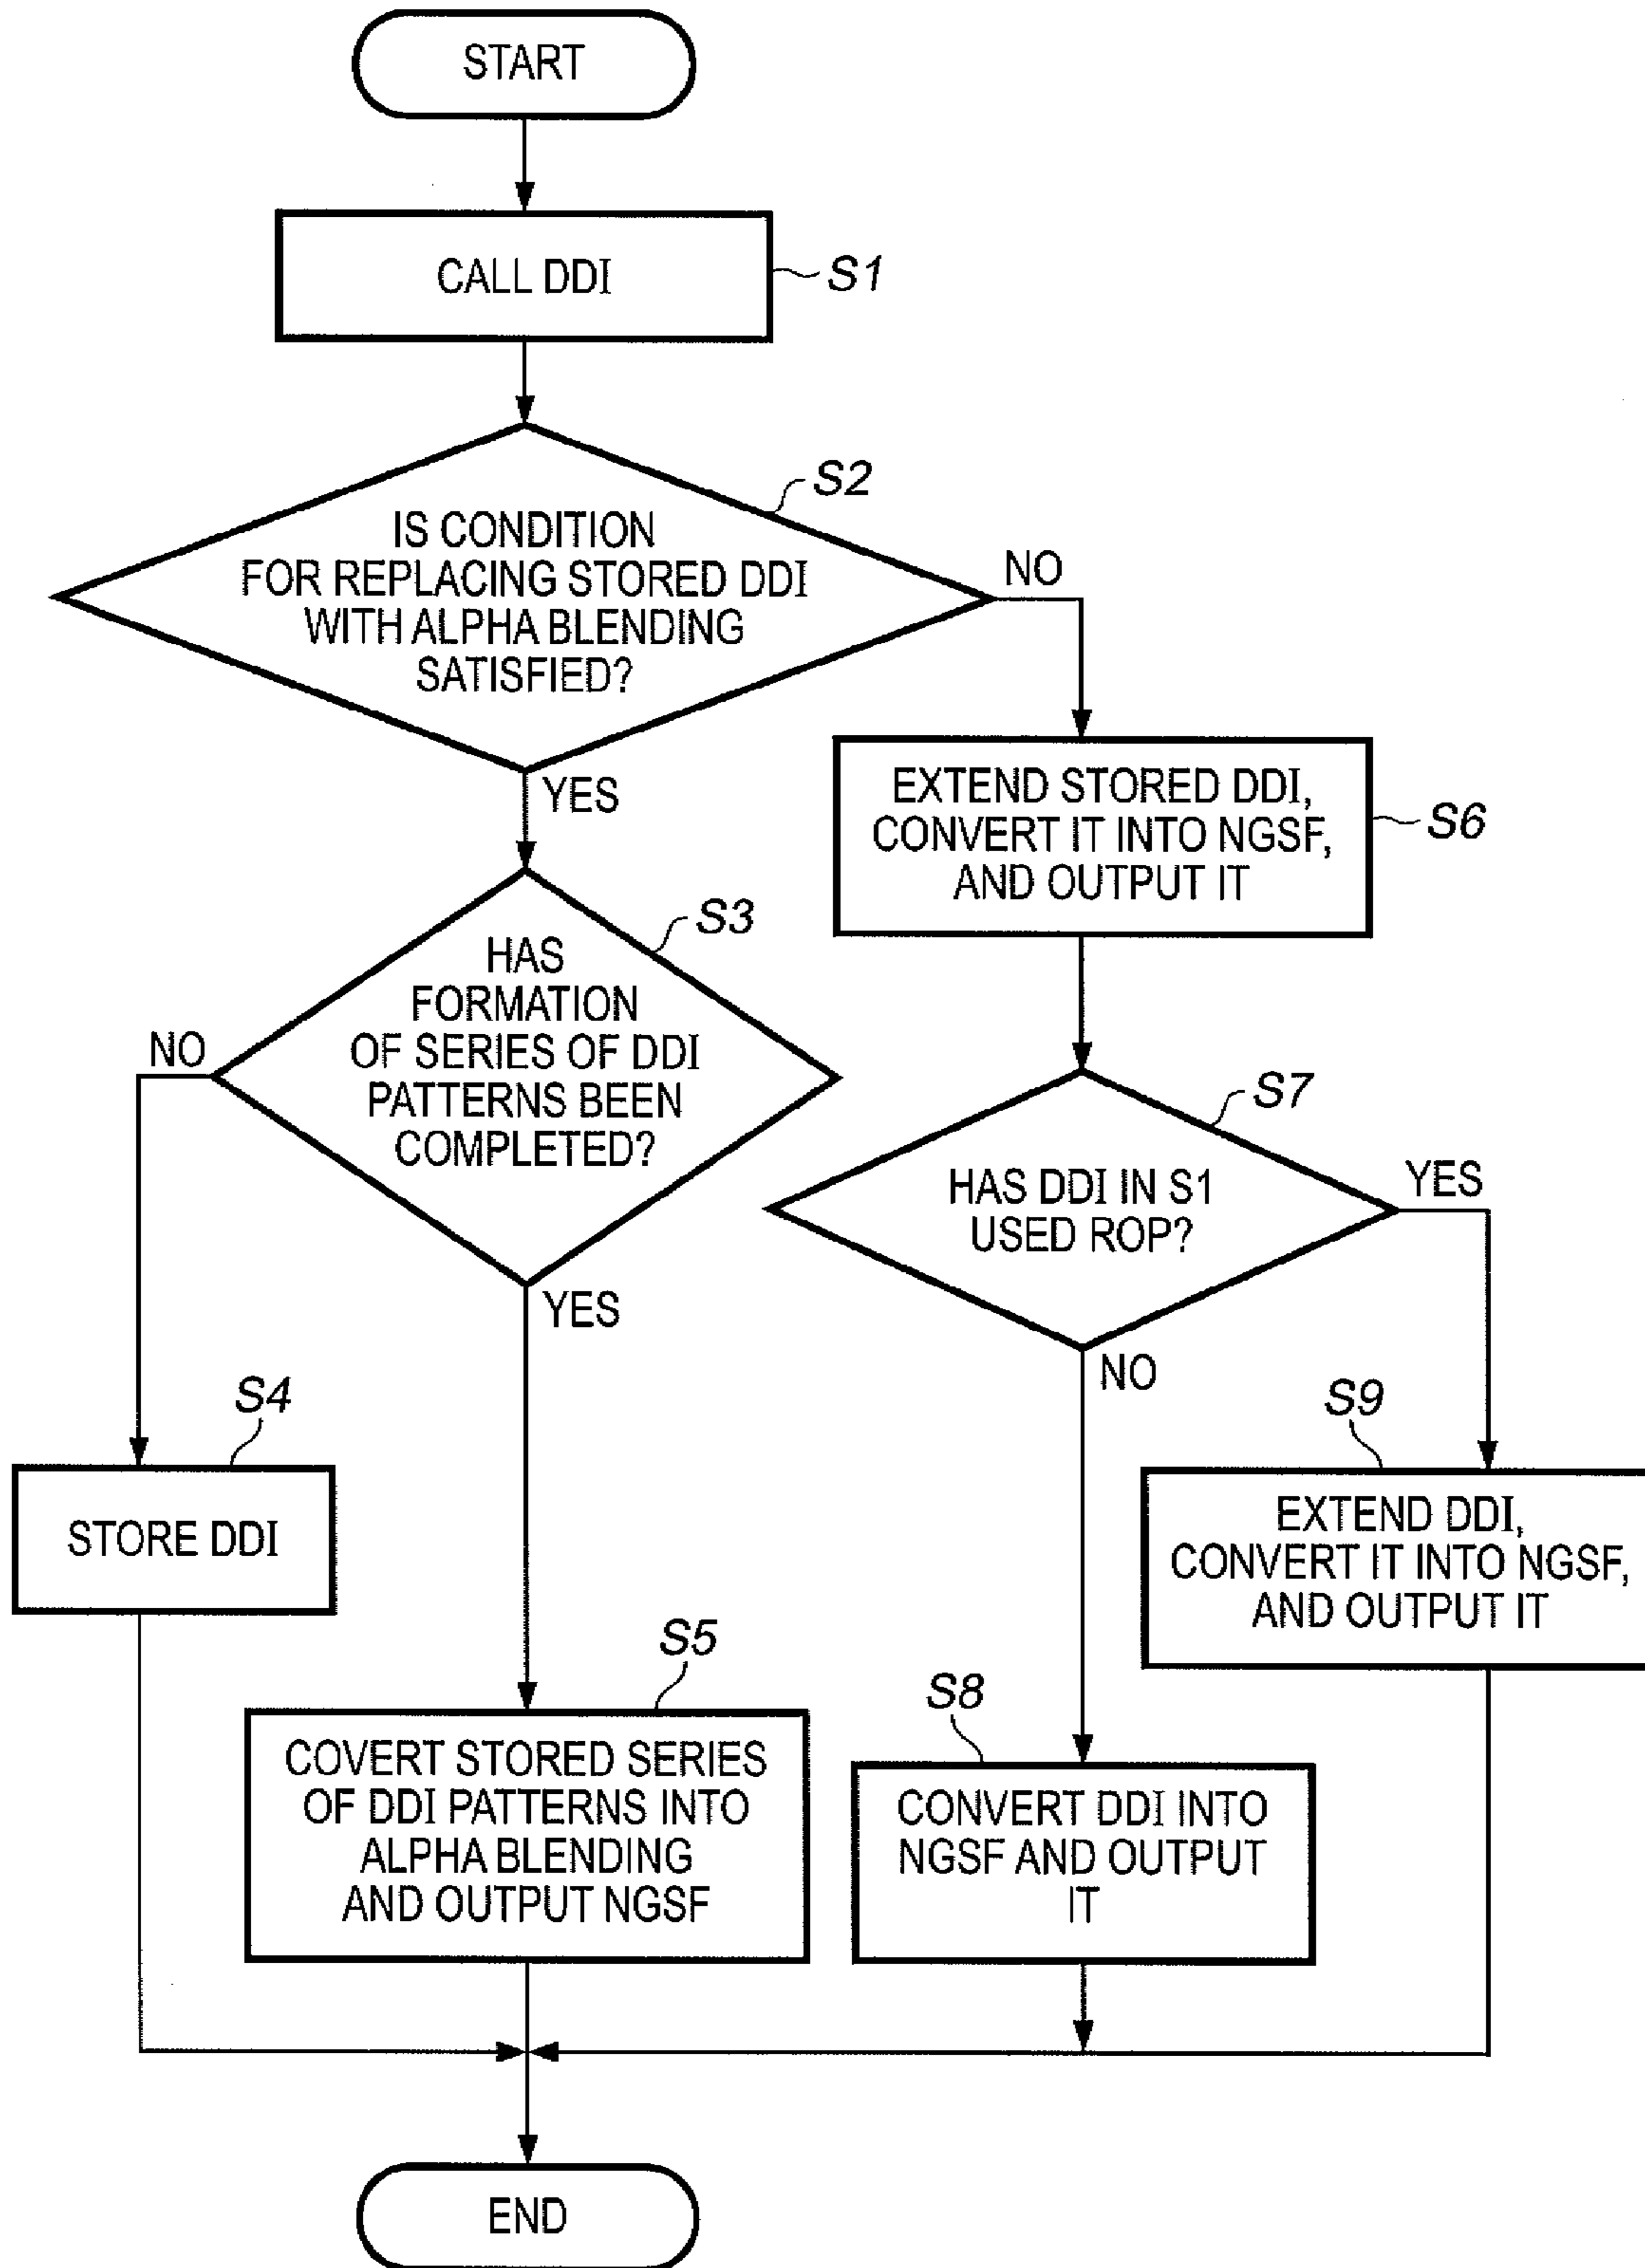 START
CALL DDI
S1
S2
IS CONDITION
FOR REPLACING STORED DDI
WITH ALPHA BLENDING
SATISFIED?
NO
YES
EXTEND STORED DDI,
CONVERT IT INTO NGSF,
AND OUTPUT IT
S6
S3
HAS
FORMATION
OF SERIES OF DDI
PATTERNS BEEN
COMPLETED?
NO
YES
S7
HAS DDI IN S1
USED ROP?
YES
NO
S4
STORE DDI
S9
EXTEND DDI,
CONVERT IT INTO NGSF,
AND OUTPUT IT
S5
COVERT STORED SERIES
OF DDI PATTERNS INTO
ALPHA BLENDING
AND OUTPUT NGSF
S8
CONVERT DDI INTO
NGSF AND OUTPUT
IT
END